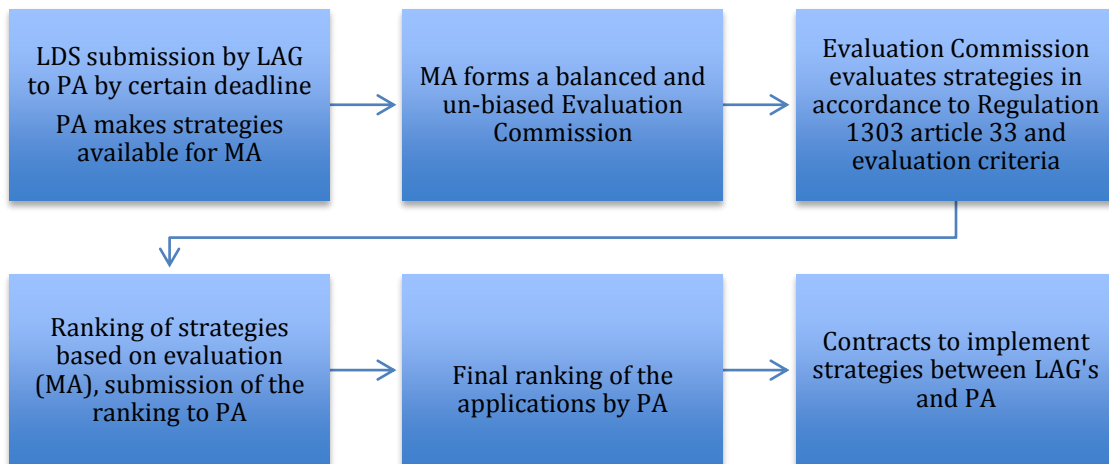 LDS submission by LAG
to PA by certain deadline
PA makes strategies
available for MA
MA forms a balanced and
un-biased Evaluation
Commission
Evaluation Commission
evaluates strategies in
accordance to Regulation
1303 article 33 and
evaluation criteria
Ranking of strategies
based on evaluation
(MA), submission of the
ranking to PA
Final ranking of the
applications by PA
Contracts to implement
strategies between LAG's
and PA